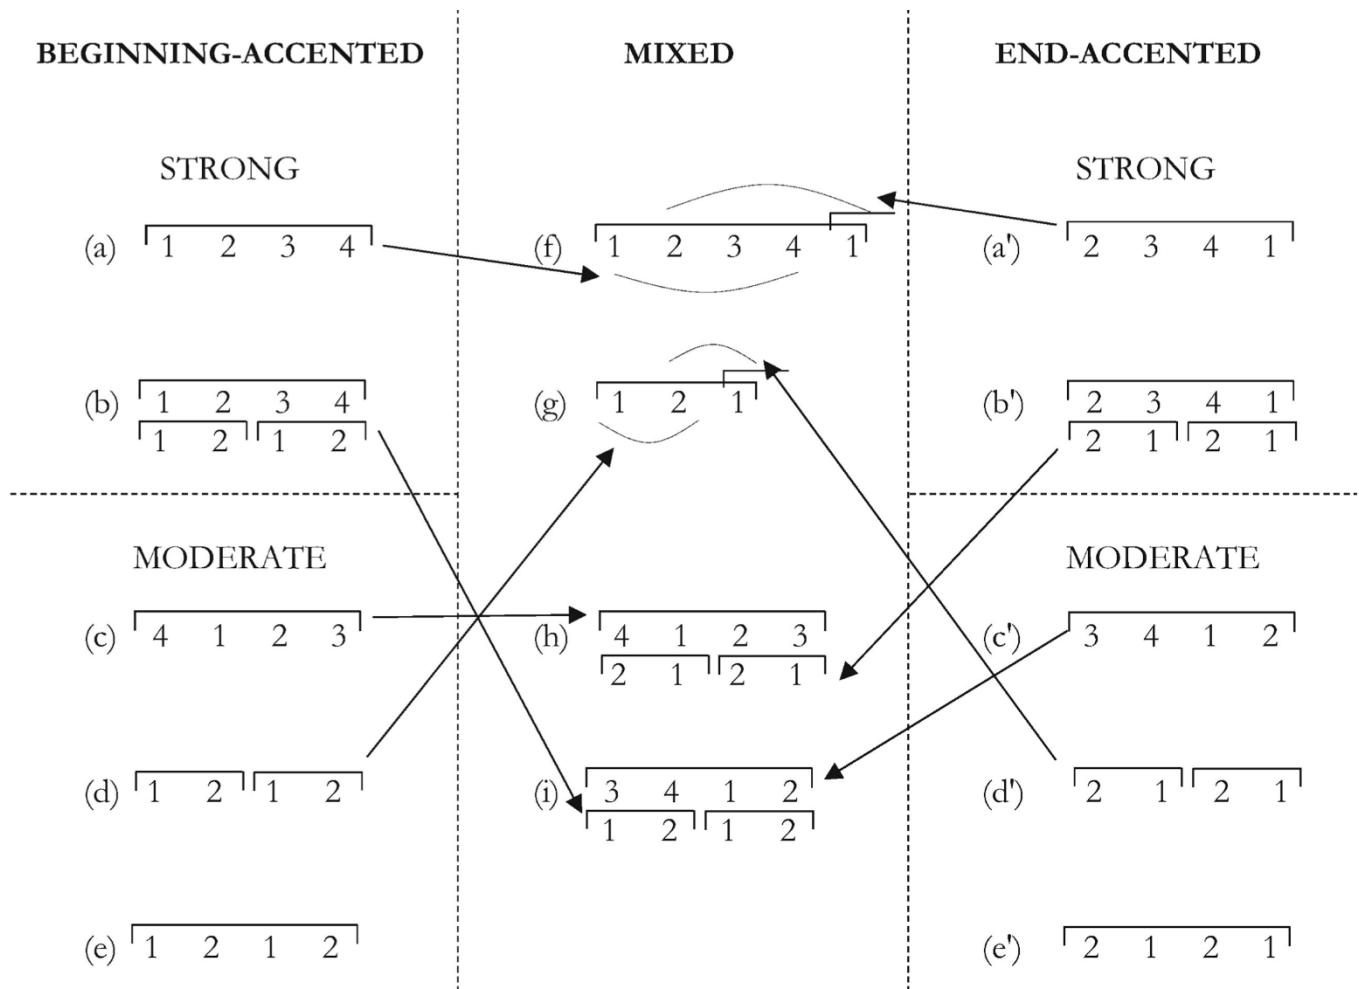 BEGINNING-ACCENTED MIXED END-ACCENTED
STRONG STRONG
(a) 1 2 3 4 (f) 1 2 3 4 1 (a') 2 3 4 1
(b) 1 2 3 4 (g) 1 2 1 (b') 2 3 4 1
1 2 1 2 2 1 2 1
MODERATE MODERATE
(c) 4 1 2 3 (h) 4 1 2 3 (c') 3 4 1 2
2 1 2 1
(d) 1 2 1 2 (i) 3 4 1 2 (d') 2 1 2 1
1 2 1 2
(e) 1 2 1 2 (e') 2 1 2 1